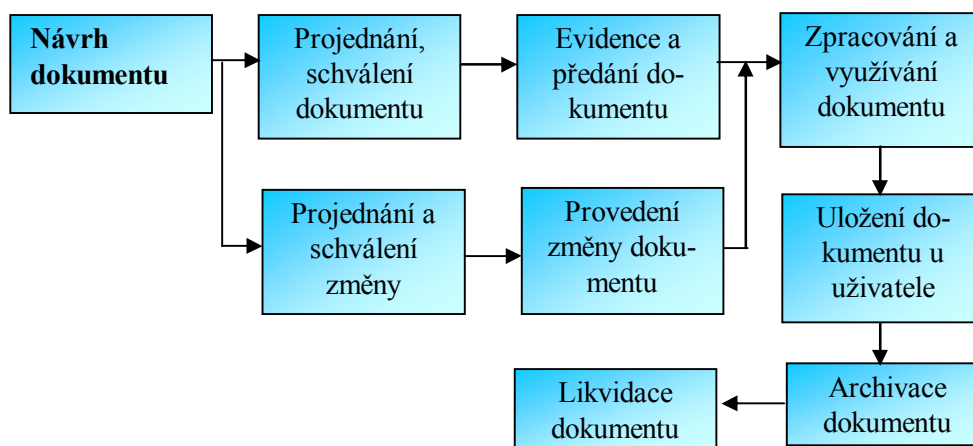 Návrh
dokumentu
Projednání,
schválení
dokumentu
Evidence a
předání do-
kumentu
Zpracování a
využívání
dokumentu
Projednání a
schválení
změny
Provedení
změny doku-
mentu
Uložení do-
kumentu u
uživatele
Archivace
dokumentu
Likvidace
dokumentu